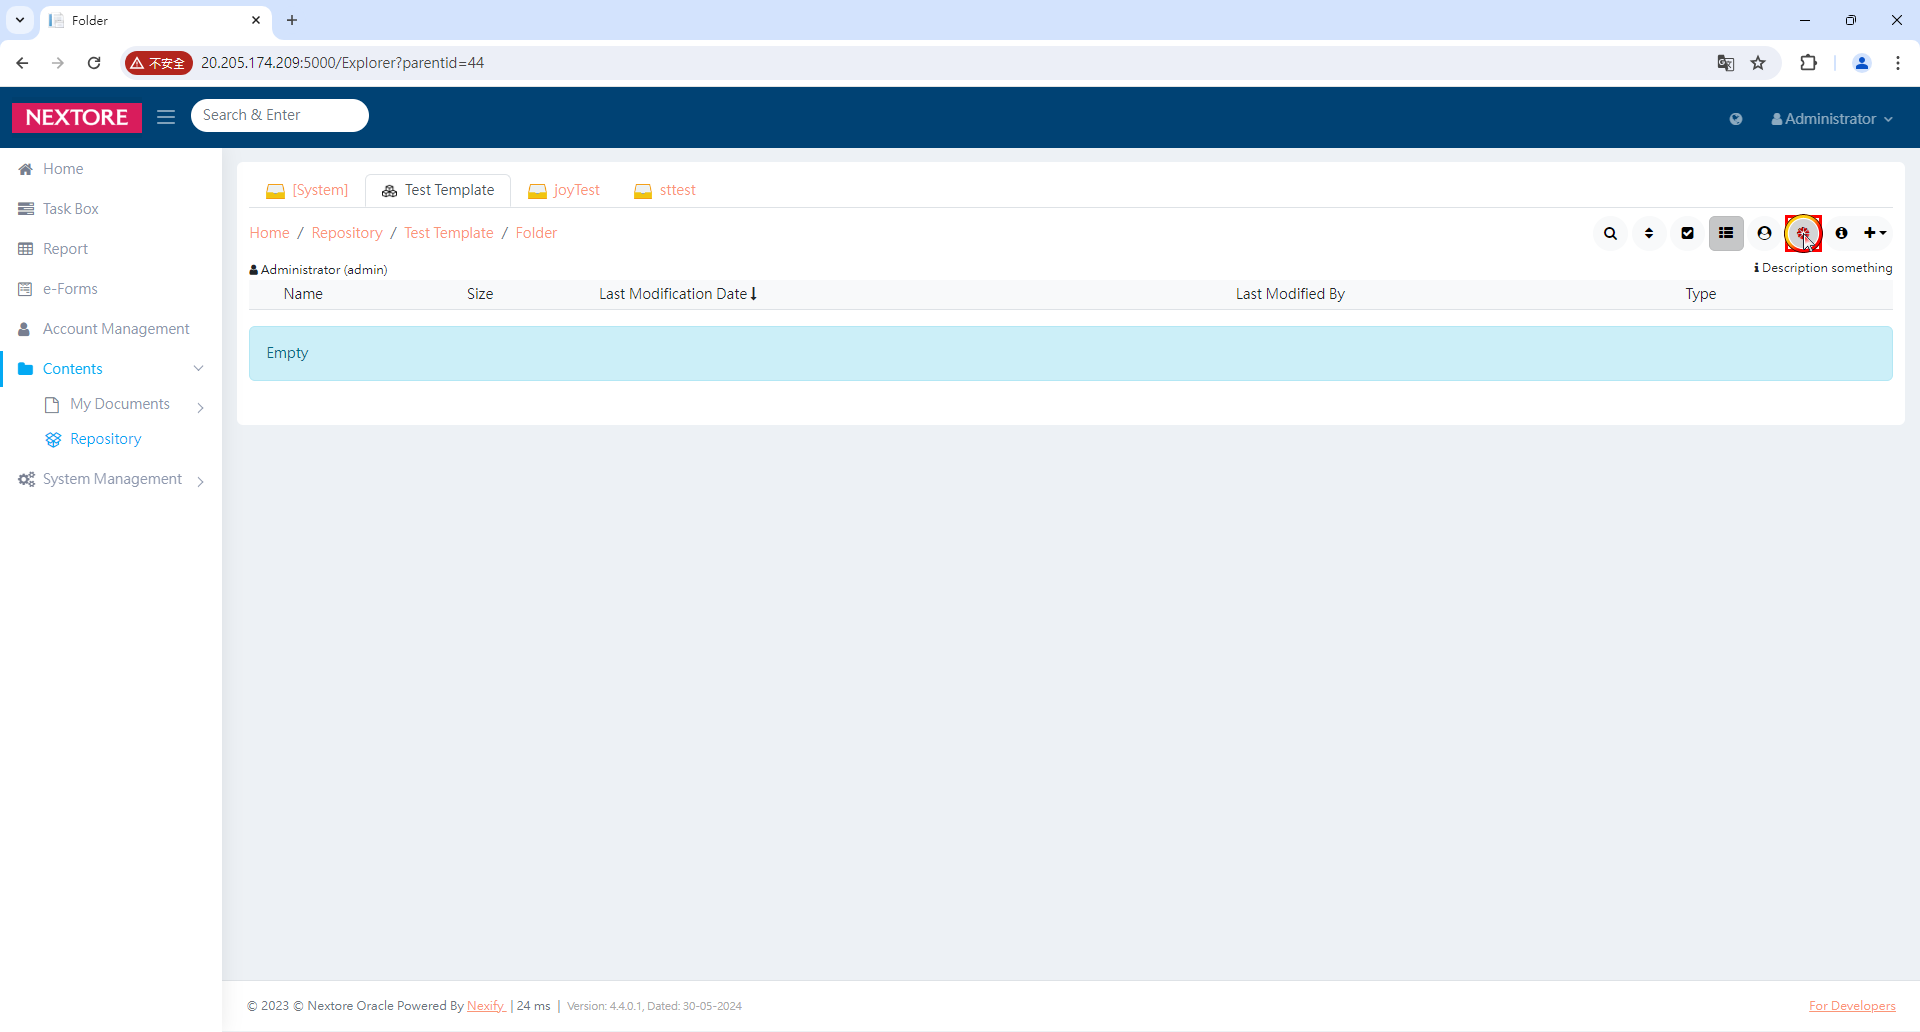 Folder
不安全
20.205.174.209:5000/Explorer?parentid=44
NEXTORE
Search & Enter
Administrator
Home
Task Box
Report
e-Forms
Account Management
Contents
My Documents
Repository
System Management
[System]
Test Template
joyTest
sttest
Home / Repository / Test Template / Folder
Administrator (admin)
Description something
Name Size Last Modification Date Last Modified By Type
Empty
© 2023 © Nextore Oracle Powered By Nexify | 24 ms | Version: 4.4.0.1, Dated: 30-05-2024
For Developers